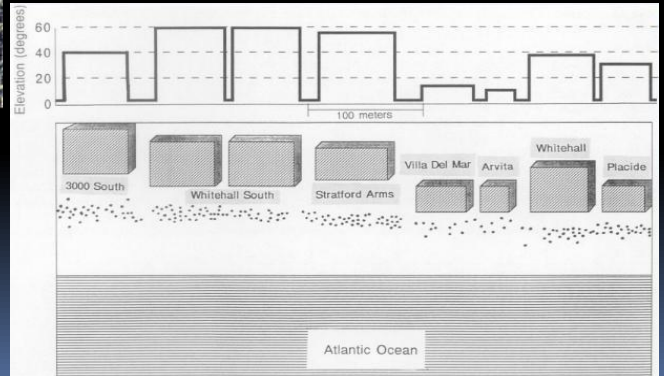 Elevation (degrees)
60
40
20
0
100 meters
3000 South
Whitehall South
Stratford Arms
Villa Del Mar
Arvita
Whitehall
Placide
Atlantic Ocean